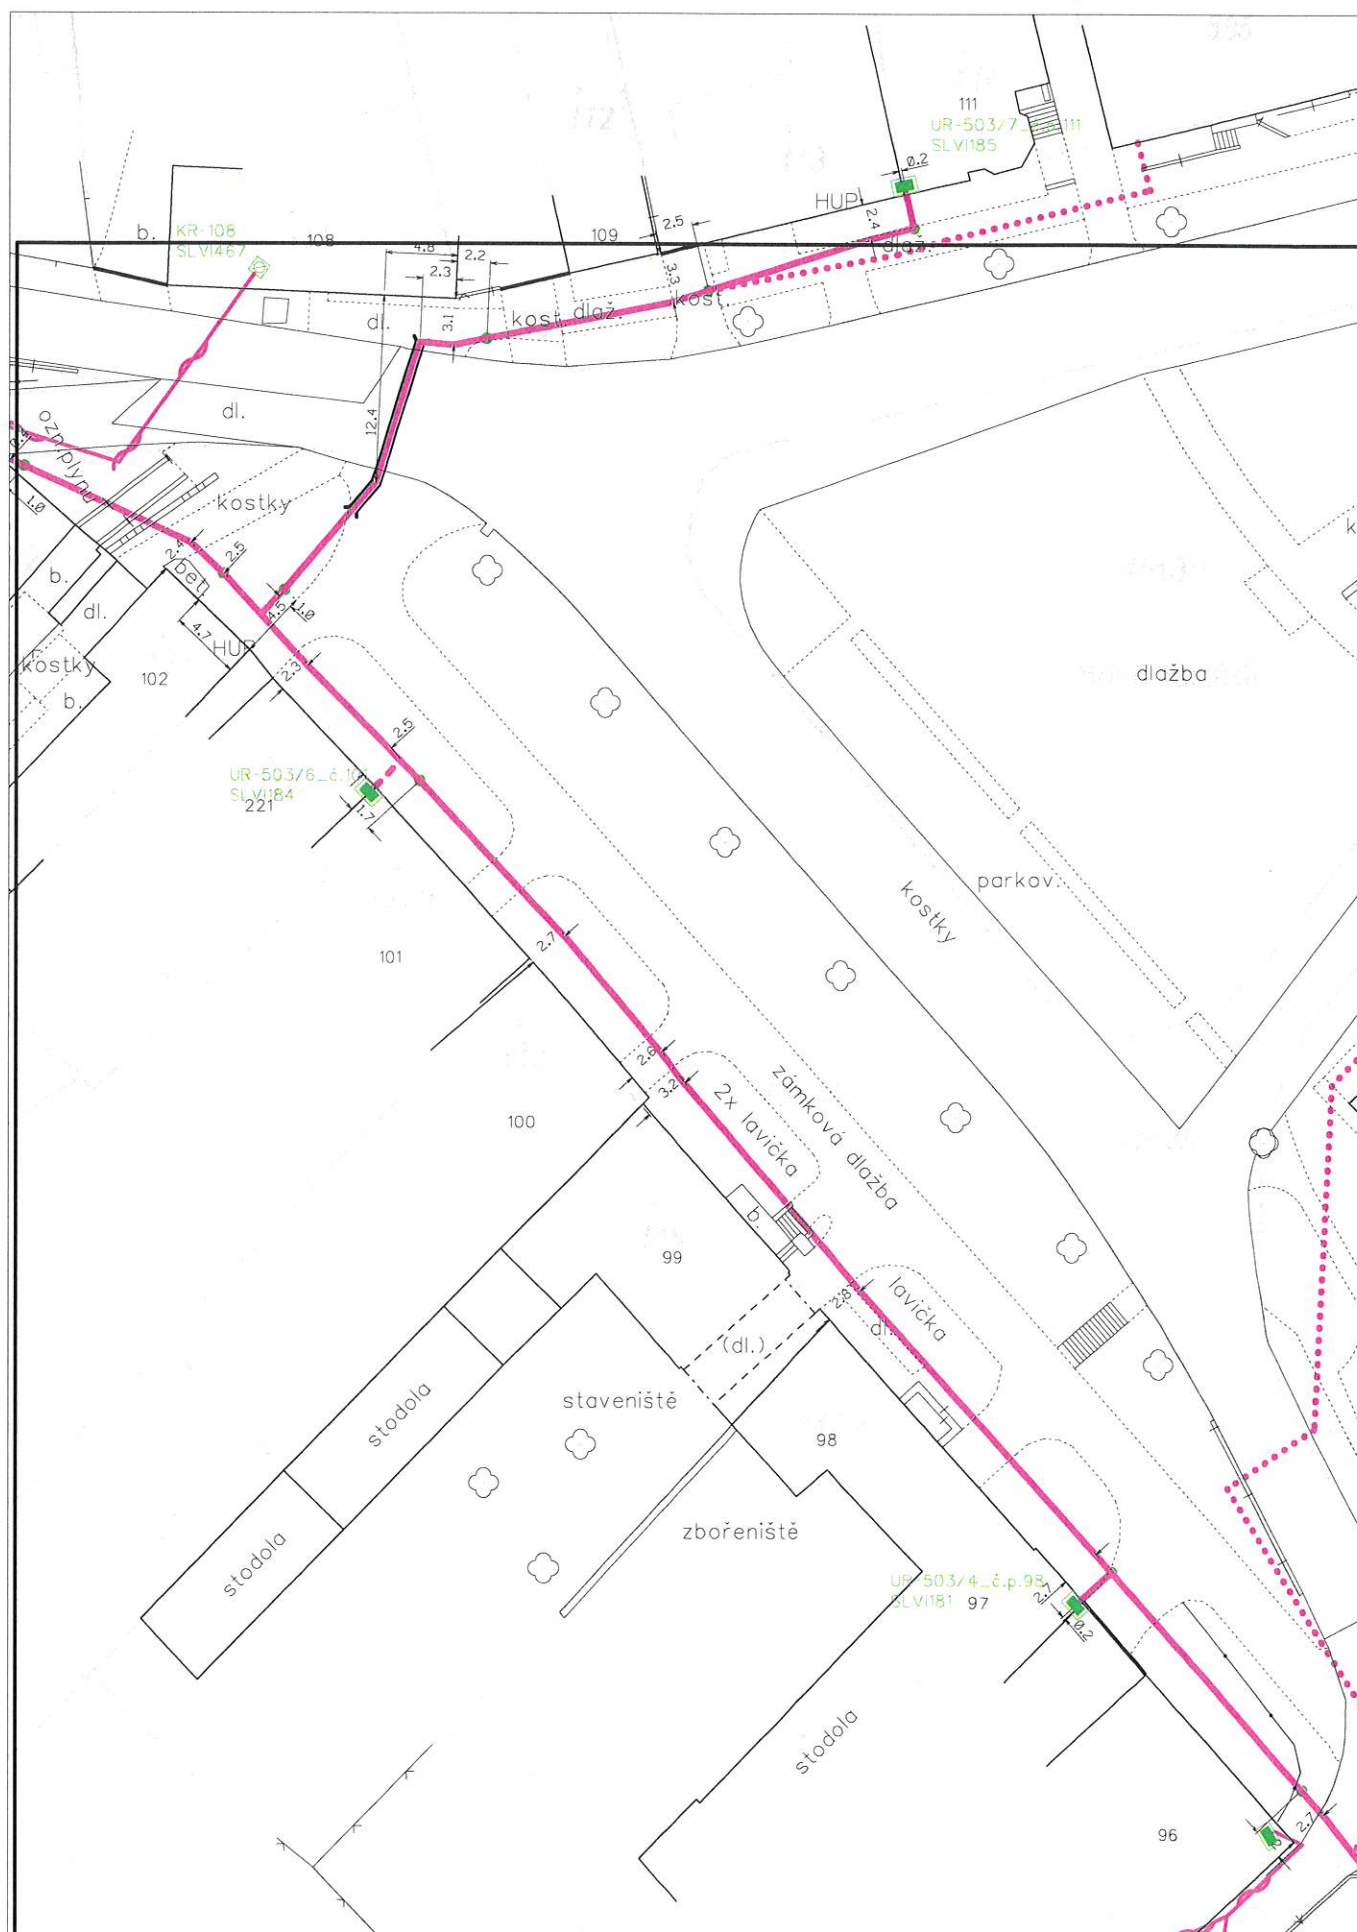 111
UR-503/7_č.p.111
SLVI185
0.2
HUP
2.4
dlaž.
b.
KR-108
SLVI467
108
4.8
2.3
2.2
109
2.5
3.3
kost.
dl.
3.1
kost.
dlaž.
12.4
dl.
ozn.plynu
1.0
kostky
2.4
2.5
bet.
b.
dl.
4.5
1.0
4.7
HUP
2.3
kostky
b.
102
dlažba
2.5
UR-503/6_č.101
SLVI184
221
1.7
parkov.
kostky
2.7
101
2.6
3.2
2x lavička
zámková dlažba
100
b.
99
2.8
lavička
dl.
(dl.)
stodola
staveniště
98
stodola
zbořeniště
UR-503/4_č.p.98
SLVI181
97
2.7
0.2
stodola
96
2.7